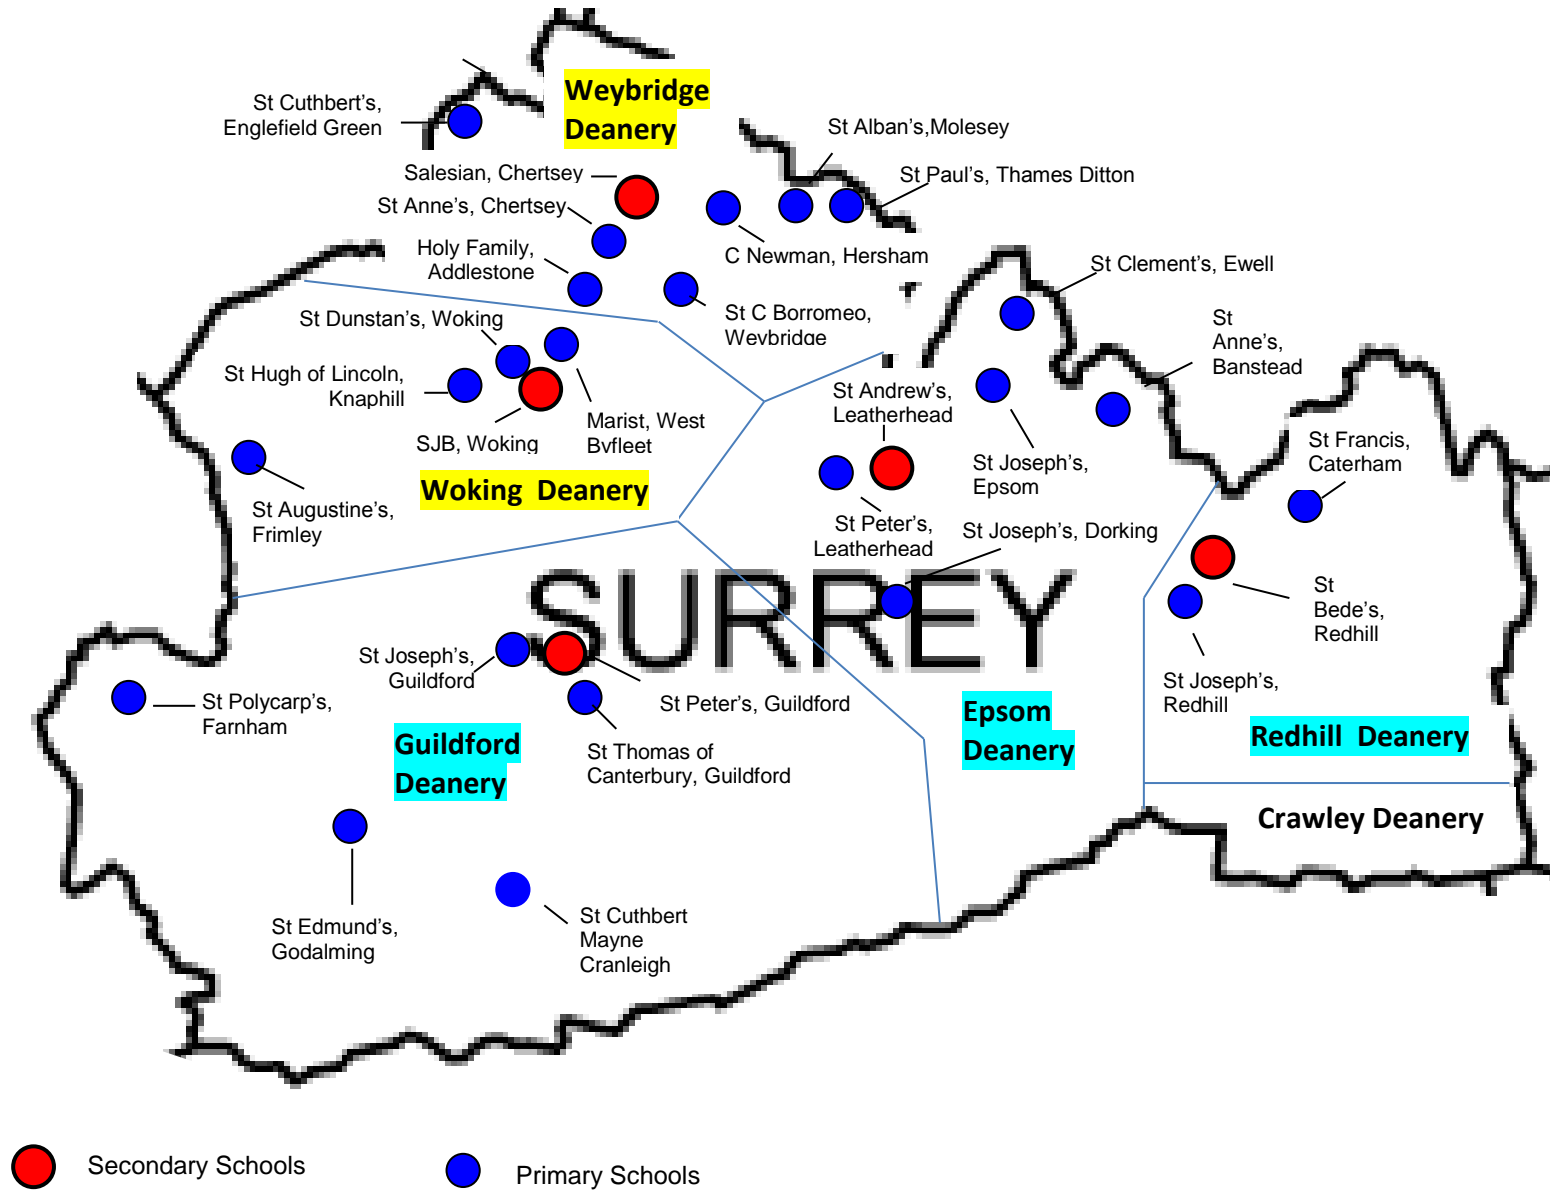 Weybridge
Deanery
St Cuthbert's,
Englefield Green
St Alban's,Molesey
Salesian, Chertsey
St Paul's, Thames Ditton
St Anne's, Chertsey
Holy Family,
Addlestone
C Newman, Hersham
St Clement's, Ewell
St Dunstan's, Woking
St C Borromeo,
Weybridge
St
Anne's,
Banstead
St Hugh of Lincoln,
Knaphill
St Andrew's,
Leatherhead
SJB, Woking
Marist, West
Byfleet
St Francis,
Caterham
St Joseph's,
Epsom
Woking Deanery
St Augustine's,
Frimley
St Peter's,
Leatherhead
St Joseph's, Dorking
SURREY
St
Bede's,
Redhill
St Joseph's,
Guildford
St Joseph's,
Redhill
St Polycarp's,
Farnham
St Peter's, Guildford
Epsom
Deanery
Redhill Deanery
Guildford
Deanery
St Thomas of
Canterbury, Guildford
Crawley Deanery
St Edmund's,
Godalming
St Cuthbert
Mayne
Cranleigh
Secondary Schools
Primary Schools